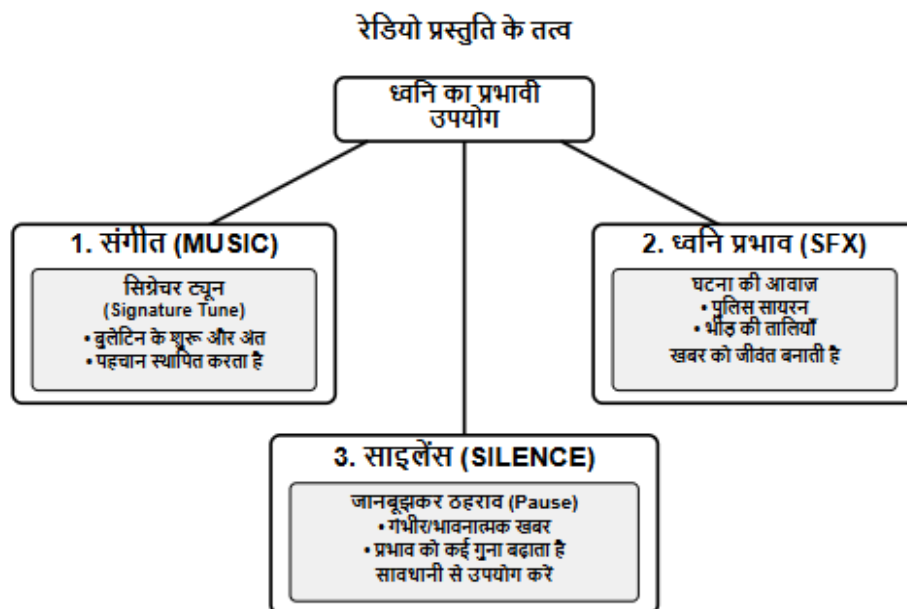 रेडियो प्रस्तुति के तत्व
ध्वनि का प्रभावी
उपयोग
1. संगीत (MUSIC)
सिग्नेचर ट्यून
(Signature Tune)
• बुलेटिन के शुरू और अंत
• पहचान स्थापित करता है
2. ध्वनि प्रभाव (SFX)
घटना की आवाज़
• पुलिस सायरन
• भीड़ की तालियाँ
खबर को जीवंत बनाती है
3. साइलेंस (SILENCE)
जानबूझकर ठहराव (Pause)
• गंभीर/भावनात्मक खबर
• प्रभाव को कई गुना बढ़ाता है
सावधानी से उपयोग करें